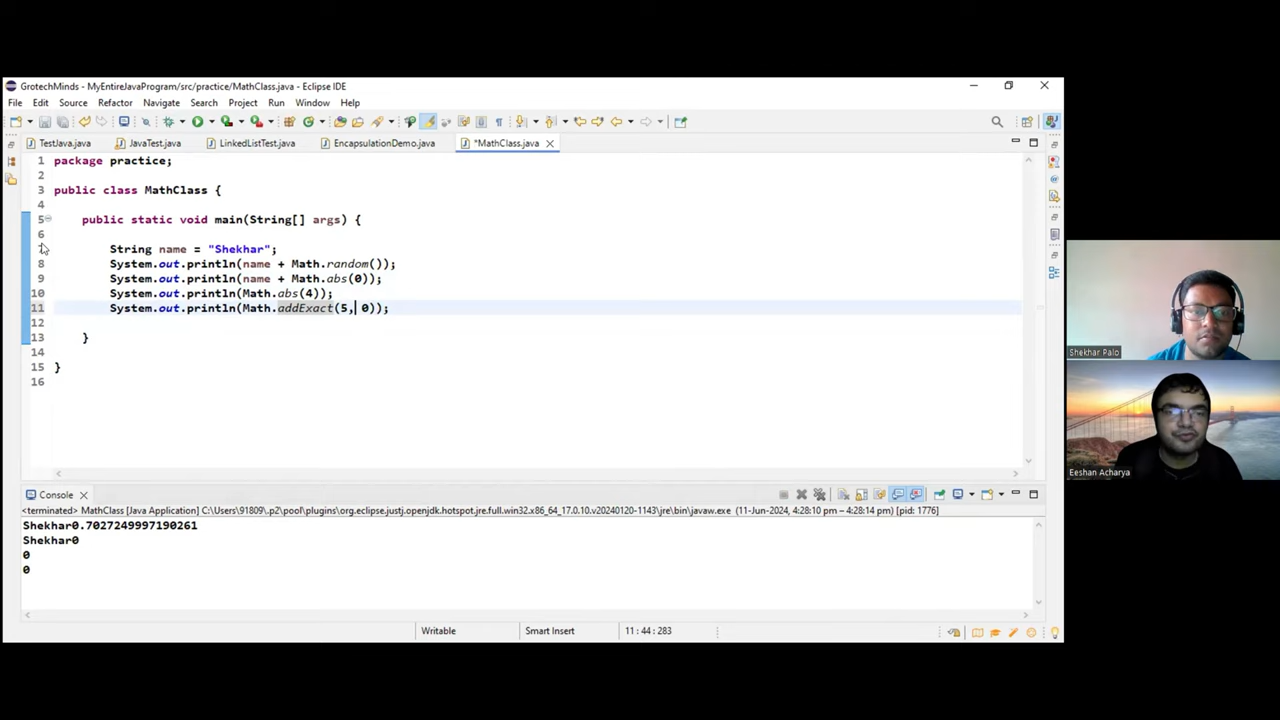 GrotechMinds - MyEntireJavaProgram/src/practice/MathClass.java - Eclipse IDE
File Edit Source Refactor Navigate Search Project Run Window Help
TestJava.java JavaTest.java LinkedListTest.java EncapsulationDemo.java *MathClass.java
1 package practice;
2
3 public class MathClass {
4
5 public static void main(String[] args) {
6
7 String name = "Shekhar";
8 System.out.println(name + Math.random());
9 System.out.println(name + Math.abs(0));
10 System.out.println(Math.abs(4));
11 System.out.println(Math.addExact(5, 0));
12
13 }
14
15 }
16
Shekhar Palo
Eeshan Acharya
Console
<terminated> MathClass [Java Application] C:\Users\91809\.p2\pool\plugins\org.eclipse.justj.openjdk.hotspot.jre.full.win32.x86_64_17.0.10.v20240120-1143\jre\bin\javaw.exe (11-Jun-2024, 4:28:10 pm – 4:28:14 pm) [pid: 1776]
Shekhar0.7027249997190261
Shekhar0
0
0
Writable Smart Insert 11 : 44 : 283